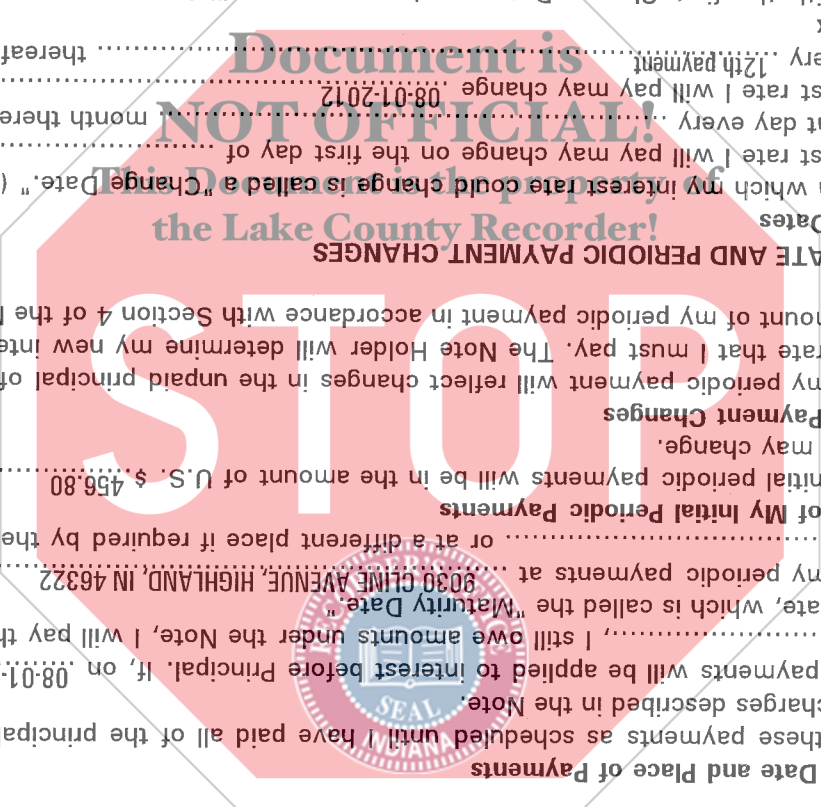 Document is
NOT OFFICIAL!
This Document is the property of
the Lake County Recorder!
STOP
RECORDER'S OFFICE
SEAL
INDIANA
Date and Place of Payments
these payments as scheduled until I have paid all of the principal
charges described in the Note.
payments will be applied to interest before Principal. If, on ..08-01-
......................, I still owe amounts under the Note, I will pay th
ate, which is called the "Maturity Date."
my periodic payments at 9030 CLINE AVENUE, HIGHLAND, IN 46322
...................... or at a different place if required by the
of My Initial Periodic Payments
initial periodic payments will be in the amount of U.S. $ 456.80
may change.
Payment Changes
my periodic payment will reflect changes in the unpaid principal of
rate that I must pay. The Note Holder will determine my new inte
mount of my periodic payment in accordance with Section 4 of the
ATE AND PERIODIC PAYMENT CHANGES
Dates
which my interest rate could change is called a "Change Date." (
st rate I will pay may change on the first day of ......................
day every ...................... month there
st rate I will pay may change 08-01-2012
ery 12th payment ...................... thereaf